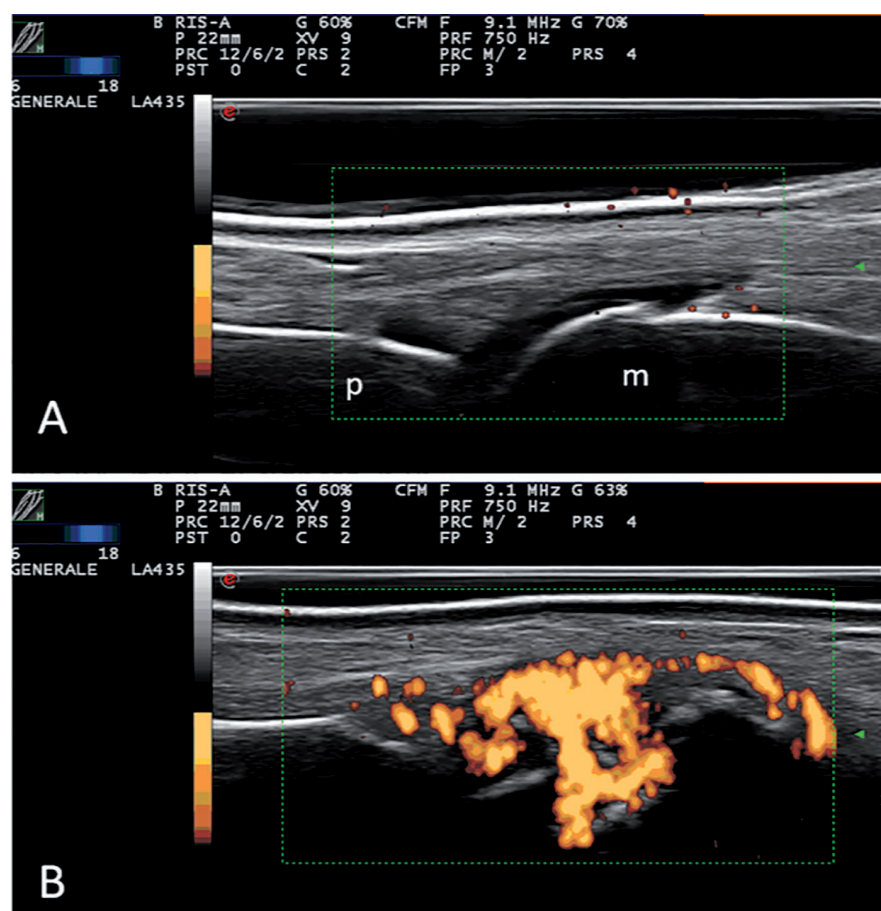 B RIS-A G 60% CFM F 9.1 MHz G 70%
P 22mm XV 9 PRF 750 Hz
PRC 12/6/2 PRS 2 PRC M/ 2 PRS 4
PST 0 C 2 FP 3
H
6 18
GENERALE LA435
e
p
m
A
B RIS-A G 60% CFM F 9.1 MHz G 63%
P 22mm XV 9 PRF 750 Hz
PRC 12/6/2 PRS 2 PRC M/ 2 PRS 4
PST 0 C 2 FP 3
H
6 18
GENERALE LA435
e
B